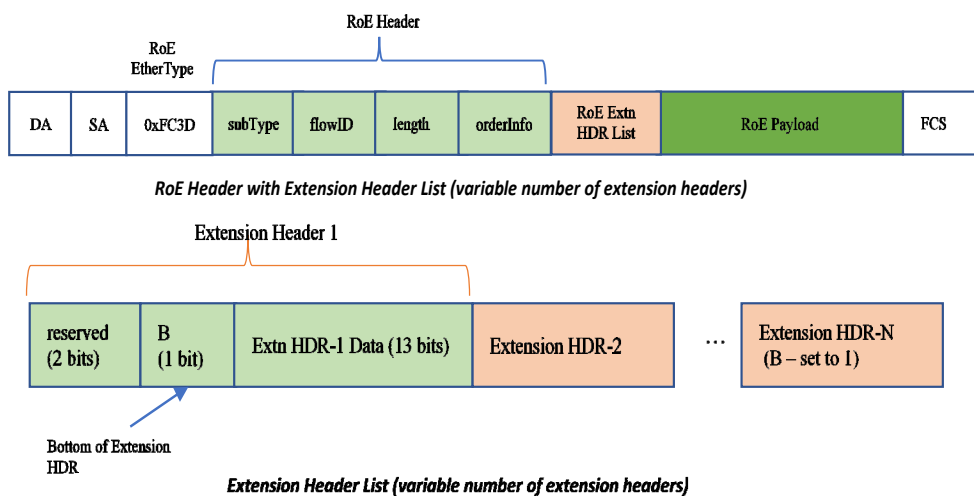 RoE Header
RoE
EtherType
DA
SA
0xFC3D
subType
flowID
length
orderInfo
RoE Extn
HDR List
RoE Payload
FCS
RoE Header with Extension Header List (variable number of extension headers)
Extension Header 1
reserved
(2 bits)
B
(1 bit)
Extn HDR-1 Data (13 bits)
Extension HDR-2
...
Extension HDR-N
(B – set to 1)
Bottom of Extension
HDR
Extension Header List (variable number of extension headers)